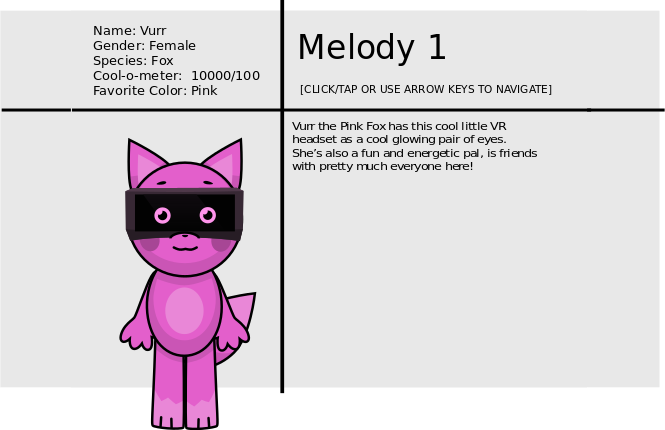 Name: Vurr
Gender: Female
Species: Fox
Cool-o-meter: 10000/100
Favorite Color: Pink
Melody 1
[CLICK/TAP OR USE ARROW KEYS TO NAVIGATE]
Vurr the Pink Fox has this cool little VR
headset as a cool glowing pair of eyes.
She's also a fun and energetic pal, is friends
with pretty much everyone here!